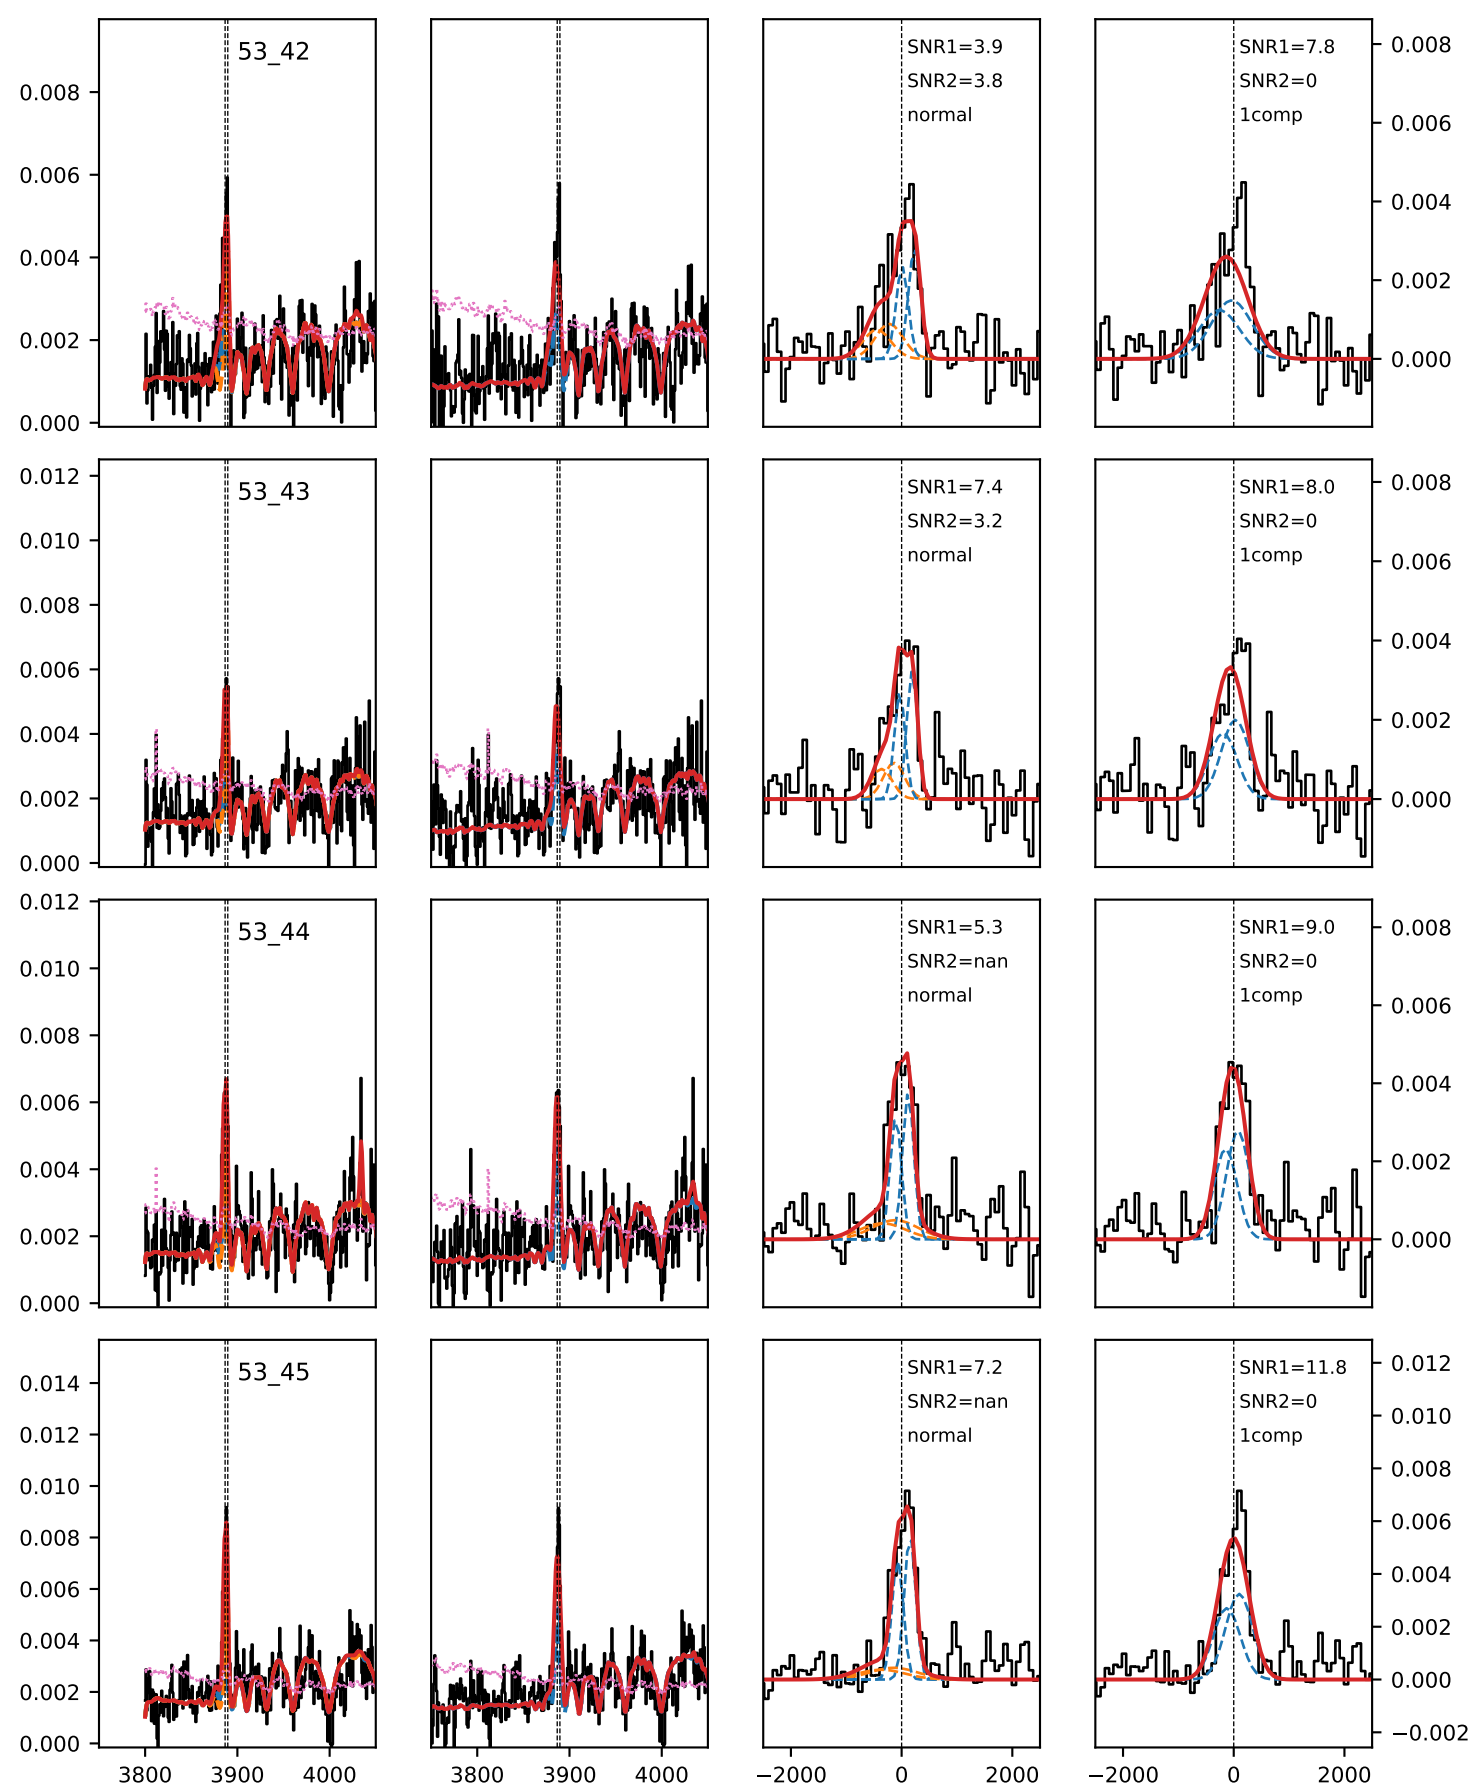 53_42
SNR1=3.9
SNR2=3.8
normal
SNR1=7.8
SNR2=0
1comp
0.008
0.006
0.004
0.002
0.000
0.008
0.006
0.004
0.002
0.000
53_43
SNR1=7.4
SNR2=3.2
normal
SNR1=8.0
SNR2=0
1comp
0.012
0.010
0.008
0.006
0.004
0.002
0.000
0.008
0.006
0.004
0.002
0.000
53_44
SNR1=5.3
SNR2=nan
normal
SNR1=9.0
SNR2=0
1comp
0.012
0.010
0.008
0.006
0.004
0.002
0.000
0.008
0.006
0.004
0.002
0.000
53_45
SNR1=7.2
SNR2=nan
normal
SNR1=11.8
SNR2=0
1comp
0.014
0.012
0.010
0.008
0.006
0.004
0.002
0.000
0.012
0.010
0.008
0.006
0.004
0.002
0.000
−0.002
3800 3900 4000
3800 3900 4000
−2000 0 2000
−2000 0 2000